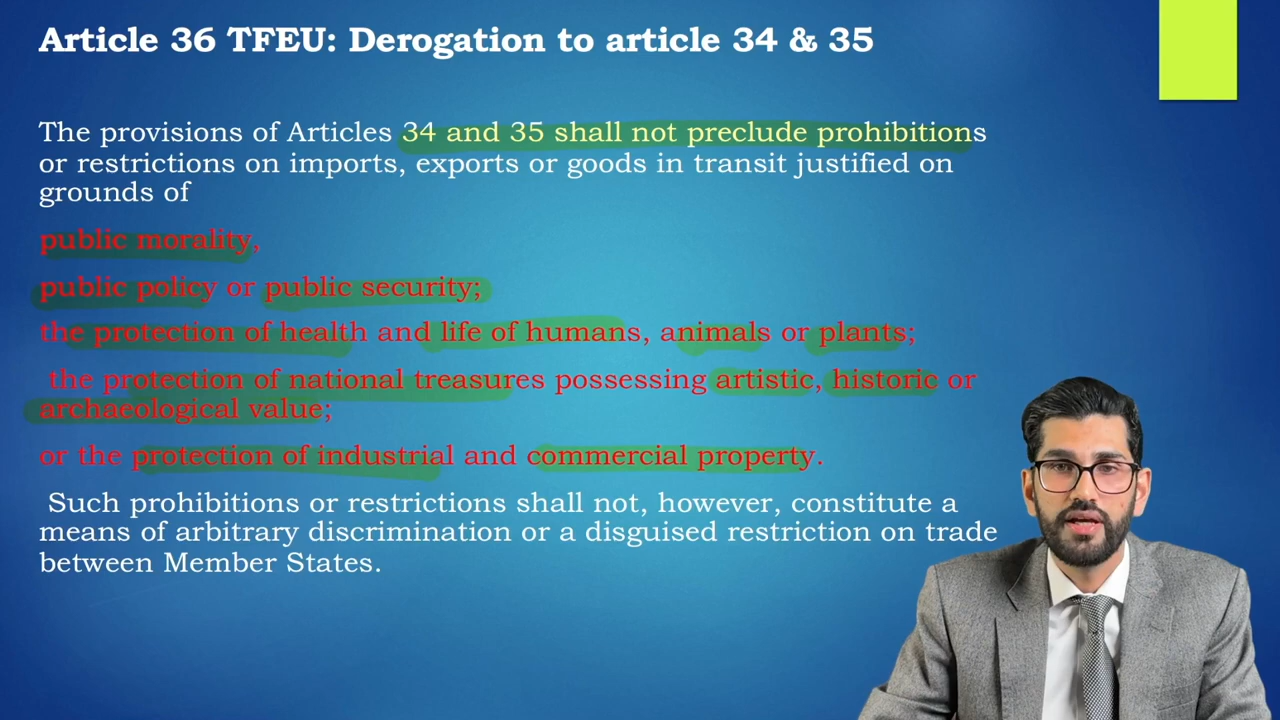 Article 36 TFEU: Derogation to article 34 & 35
The provisions of Articles 34 and 35 shall not preclude prohibitions
or restrictions on imports, exports or goods in transit justified on
grounds of
public morality,
public policy or public security;
the protection of health and life of humans, animals or plants;
the protection of national treasures possessing artistic, historic or
archaeological value;
or the protection of industrial and commercial property.
Such prohibitions or restrictions shall not, however, constitute a
means of arbitrary discrimination or a disguised restriction on trade
between Member States.